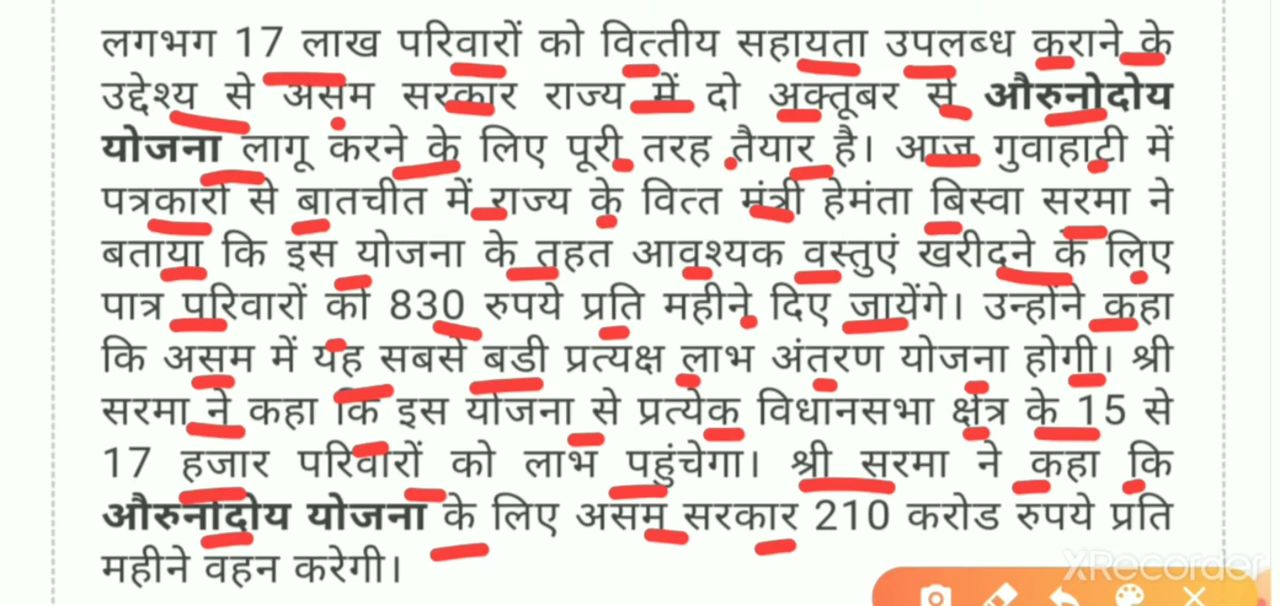 लगभग 17 लाख परिवारों को वित्तीय सहायता उपलब्ध कराने के
उद्देश्य से असम सरकार राज्य में दो अक्तूबर से औरुनोदोय
योजना लागू करने के लिए पूरी तरह तैयार है। आज गुवाहाटी में
पत्रकारों से बातचीत में राज्य के वित्त मंत्री हेमंता बिस्वा सरमा ने
बताया कि इस योजना के तहत आवश्यक वस्तुएं खरीदने के लिए
पात्र परिवारों को 830 रुपये प्रति महीने दिए जायेंगे। उन्होंने कहा
कि असम में यह सबसे बडी प्रत्यक्ष लाभ अंतरण योजना होगी। श्री
सरमा ने कहा कि इस योजना से प्रत्येक विधानसभा क्षेत्र के 15 से
17 हजार परिवारों को लाभ पहुंचेगा। श्री सरमा ने कहा कि
औरुनोदोय योजना के लिए असम सरकार 210 करोड रुपये प्रति
महीने वहन करेगी।
XRecorder